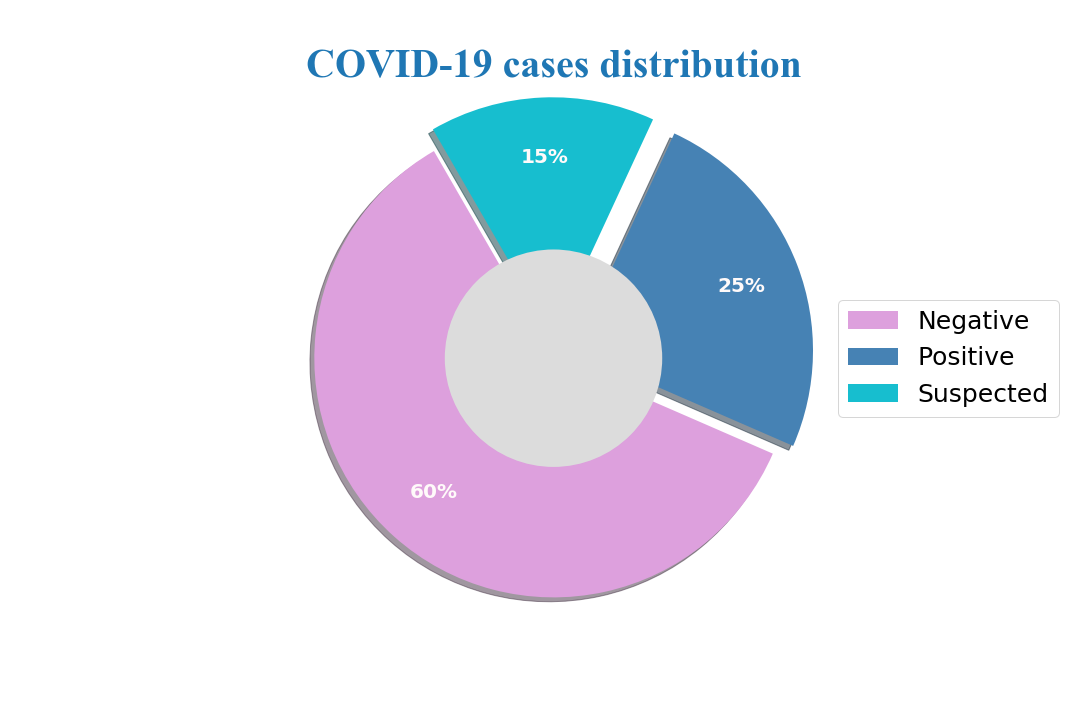 COVID-19 cases distribution
15%
25%
60%
Negative
Positive
Suspected